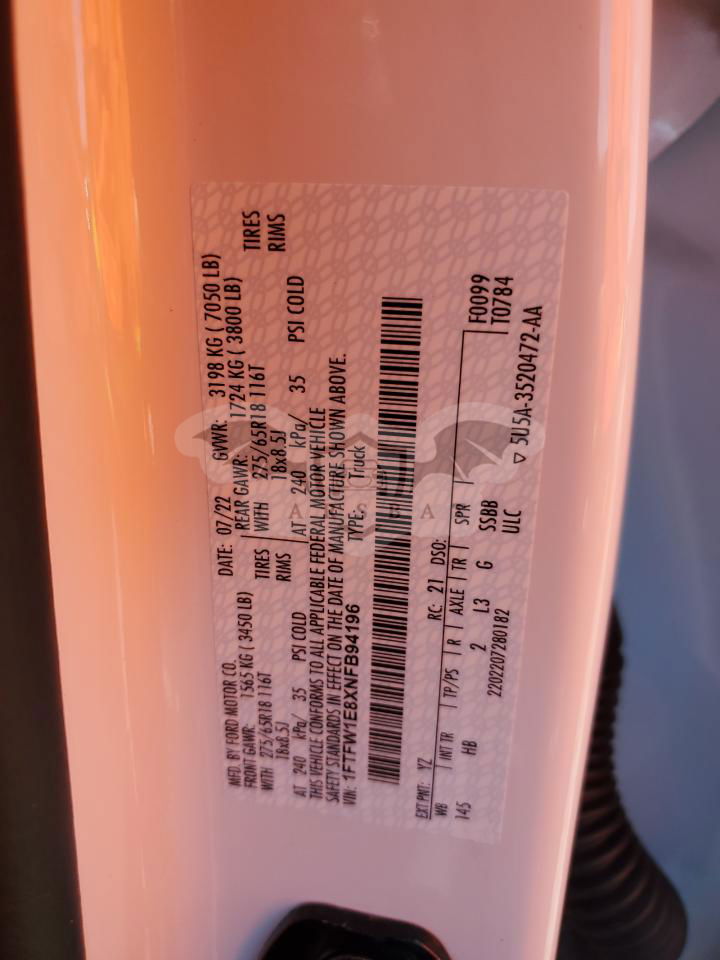 MFD. BY FORD MOTOR CO.
DATE: 07/22 GVWR: 3198 KG ( 7050 LB)
FRONT GAWR: 1565 KG ( 3450 LB) REAR GAWR: 1724 KG ( 3800 LB)
WITH 275/65R18 116T TIRES WITH 275/65R18 116T TIRES
18x8.5J RIMS 18x8.5J RIMS
AT 240 kPa/ 35 PSI COLD AT 240 kPa/ 35 PSI COLD
THIS VEHICLE CONFORMS TO ALL APPLICABLE FEDERAL MOTOR VEHICLE
SAFETY STANDARDS IN EFFECT ON THE DATE OF MANUFACTURE SHOWN ABOVE.
VIN: 1FTFW1E8XNFB94196 TYPE: Truck
EXT PNT: YZ RC: 21 DSO: F0099
WB INT TR TP/PS R AXLE TR SPR T0784
145 HB 2 L3 G SSBB
2202207280182 ULC ▽ 5U5A-3520472-AA